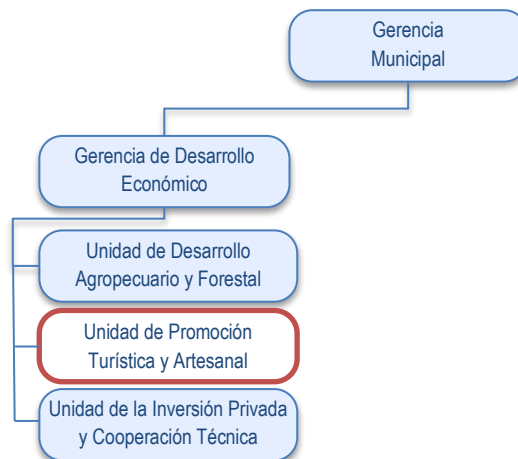 Gerencia
Municipal
Gerencia de Desarrollo
Económico
Unidad de Desarrollo
Agropecuario y Forestal
Unidad de Promoción
Turística y Artesanal
Unidad de la Inversión Privada
y Cooperación Técnica